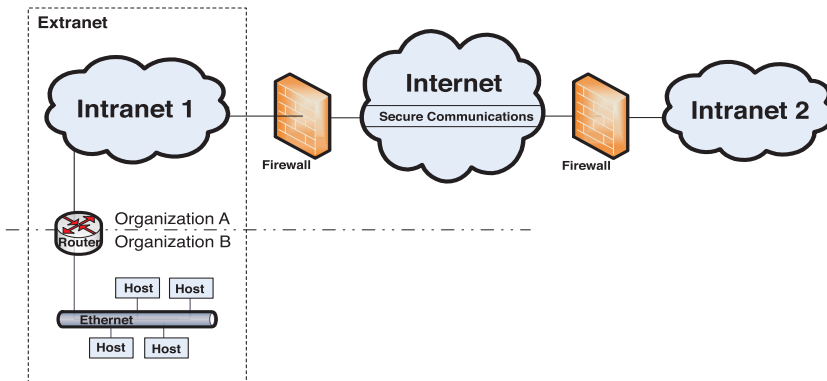 Extranet
Intranet 1
Firewall
Internet
Secure Communications
Firewall
Intranet 2
Organization A
Router
Organization B
Host
Host
Ethernet
Host
Host